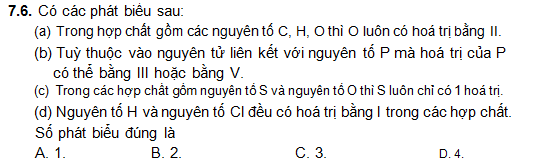 7.6. Có các phát biểu sau:
(a) Trong hợp chất gồm các nguyên tố C, H, O thì O luôn có hoá trị bằng II.
(b) Tuỳ thuộc vào nguyên tử liên kết với nguyên tố P mà hoá trị của P
có thể bằng III hoặc bằng V.
(c) Trong các hợp chất gồm nguyên tố S và nguyên tố O thì S luôn chỉ có 1 hoá trị.
(d) Nguyên tố H và nguyên tố Cl đều có hoá trị bằng I trong các hợp chất.
Số phát biểu đúng là
A. 1. B. 2. C. 3. D. 4.